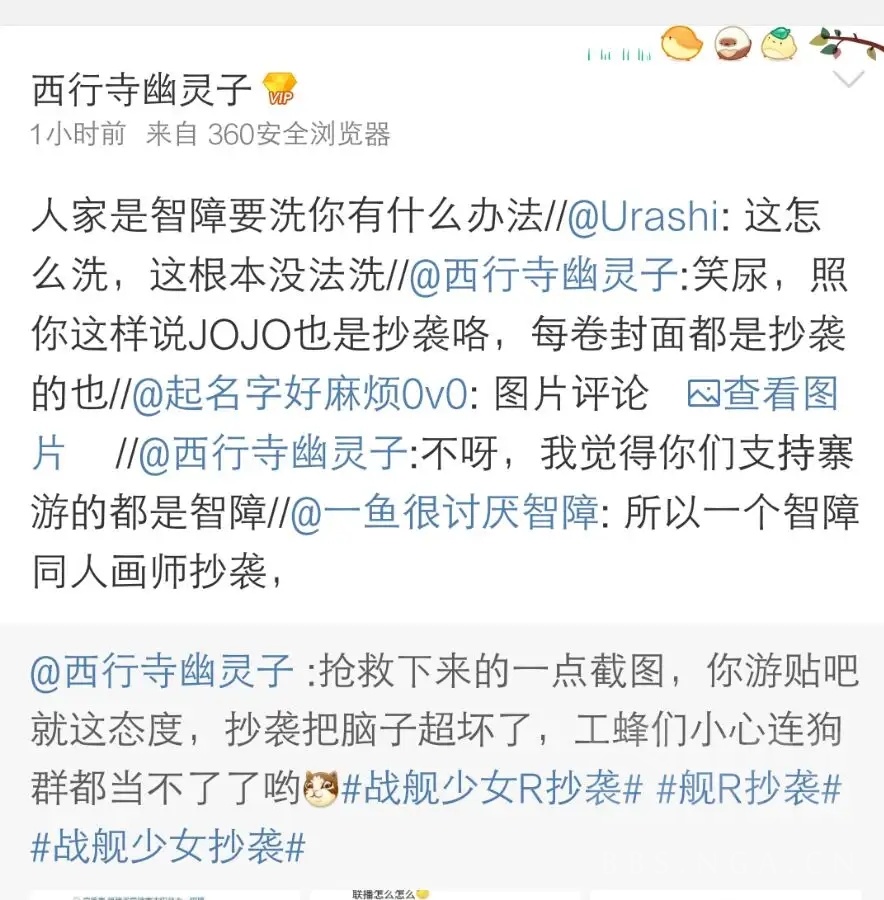 西行寺幽灵子 VIP
1小时前 来自 360安全浏览器
人家是智障要洗你有什么办法//@Urashi: 这怎
么洗，这根本没法洗//@西行寺幽灵子:笑尿，照
你这样说JOJO也是抄袭咯，每卷封面都是抄袭
的也//@起名字好麻烦0v0: 图片评论 查看图
片 //@西行寺幽灵子:不呀，我觉得你们支持寨
游的都是智障//@一鱼很讨厌智障: 所以一个智障
同人画师抄袭，
@西行寺幽灵子 :抢救下来的一点截图，你游贴吧
就这态度，抄袭把脑子超坏了，工蜂们小心连狗
群都当不了了哟#战舰少女R抄袭# #舰R抄袭#
#战舰少女抄袭#
联播怎么怎么